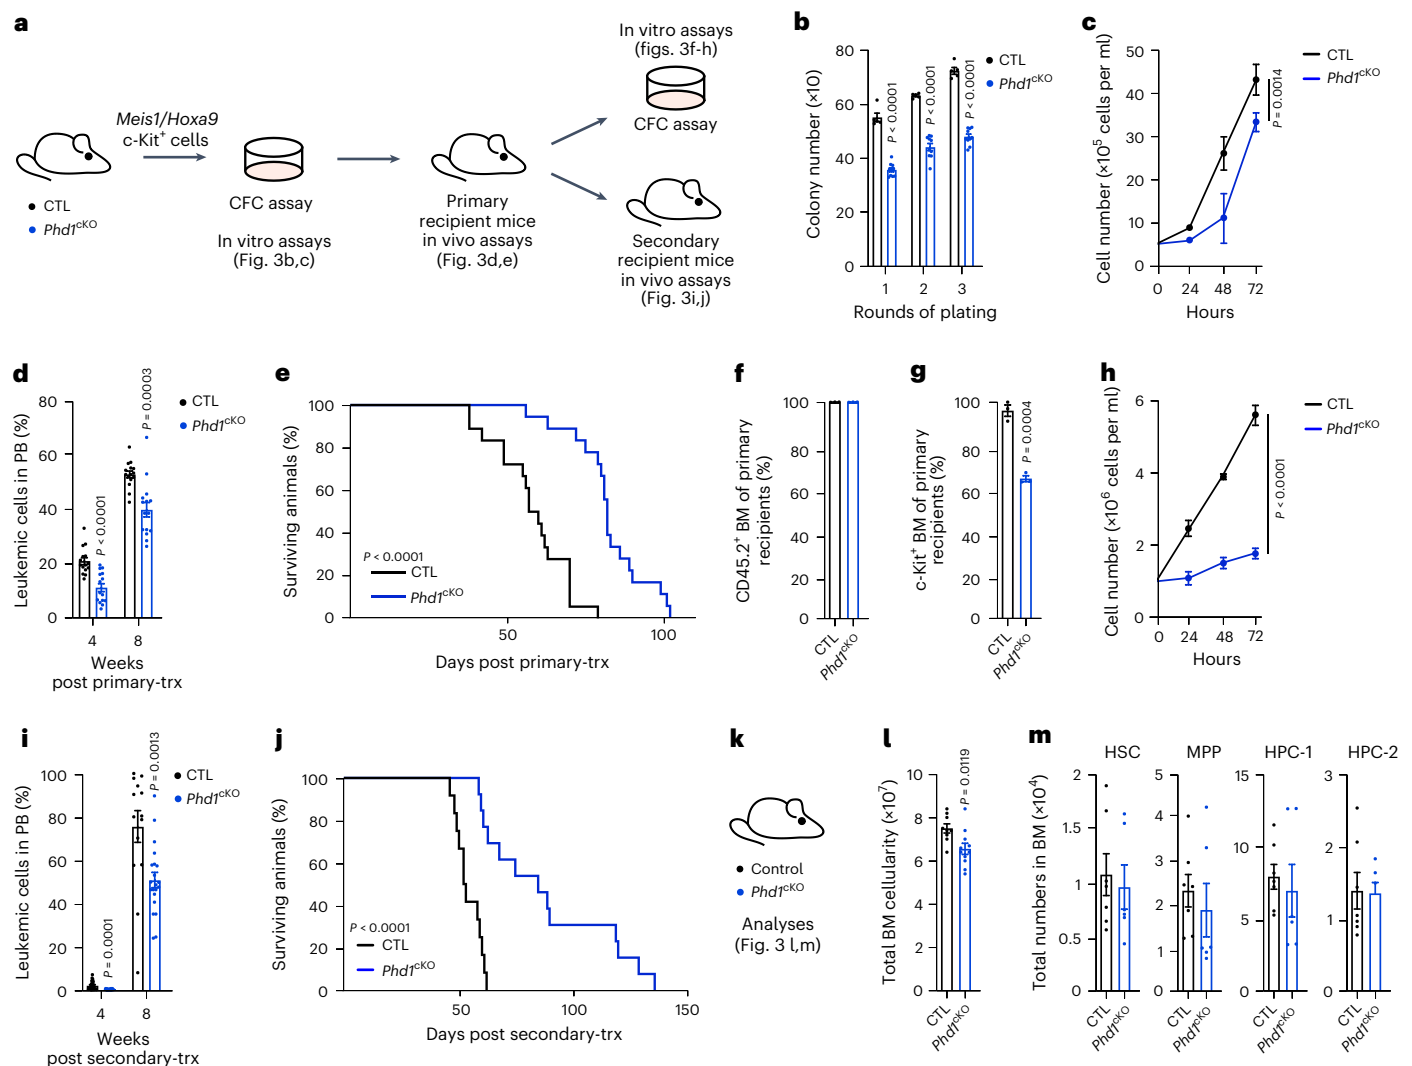 a
Meis1/Hoxa9
c-Kit+ cells
CTL
Phd1cKO
CFC assay
In vitro assays
(Fig. 3b,c)
Primary
recipient mice
in vivo assays
(Fig. 3d,e)
In vitro assays
(figs. 3f-h)
CFC assay
Secondary
recipient mice
in vivo assays
(Fig. 3i,j)
b
Colony number (×10)
80
60
40
20
0
P < 0.0001
P < 0.0001
P < 0.0001
CTL
Phd1cKO
1 2 3
Rounds of plating
c
Cell number (×10^5 cells per ml)
50
40
30
20
10
0
P = 0.0014
CTL
Phd1cKO
0 24 48 72
Hours
d
Leukemic cells in PB (%)
80
60
40
20
0
P < 0.0001
P = 0.0003
CTL
Phd1cKO
4 8
Weeks
post primary-trx
e
Surviving animals (%)
100
80
60
40
20
0
P < 0.0001
CTL
Phd1cKO
50 100
Days post primary-trx
f
CD45.2+ BM of primary
recipients (%)
100
80
60
40
20
0
CTL
Phd1cKO
g
c-Kit+ BM of primary
recipients (%)
100
80
60
40
20
0
P = 0.0004
CTL
Phd1cKO
h
Cell number (×10^6 cells per ml)
6
4
2
0
P < 0.0001
CTL
Phd1cKO
0 24 48 72
Hours
i
Leukemic cells in PB (%)
100
80
60
40
20
0
P = 0.0001
P = 0.0013
CTL
Phd1cKO
4 8
Weeks
post secondary-trx
j
Surviving animals (%)
100
80
60
40
20
0
P < 0.0001
CTL
Phd1cKO
50 100 150
Days post secondary-trx
k
Control
Phd1cKO
Analyses
(Fig. 3 l,m)
l
Total BM cellularity (×10^7)
10
8
6
4
2
0
P = 0.0119
CTL
Phd1cKO
m
Total numbers in BM (×10^4)
HSC
2
1.5
1
0.5
0
CTL
Phd1cKO
MPP
5
4
3
2
1
0
CTL
Phd1cKO
HPC-1
15
10
5
0
CTL
Phd1cKO
HPC-2
3
2
1
0
CTL
Phd1cKO